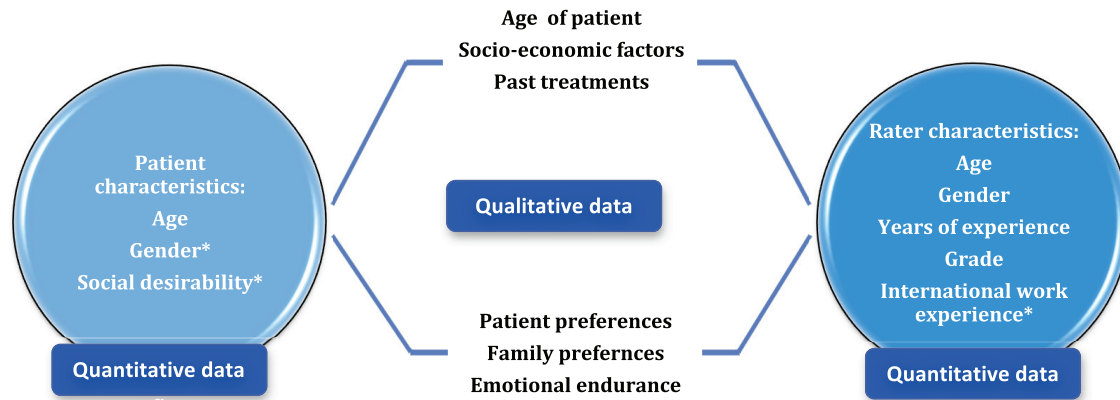 Age of patient
Socio-economic factors
Past treatments
Patient
characteristics:
Age
Gender*
Social desirability*
Quantitative data
Qualitative data
Patient preferences
Family prefernces
Emotional endurance
Rater characteristics:
Age
Gender
Years of experience
Grade
International work
experience*
Quantitative data